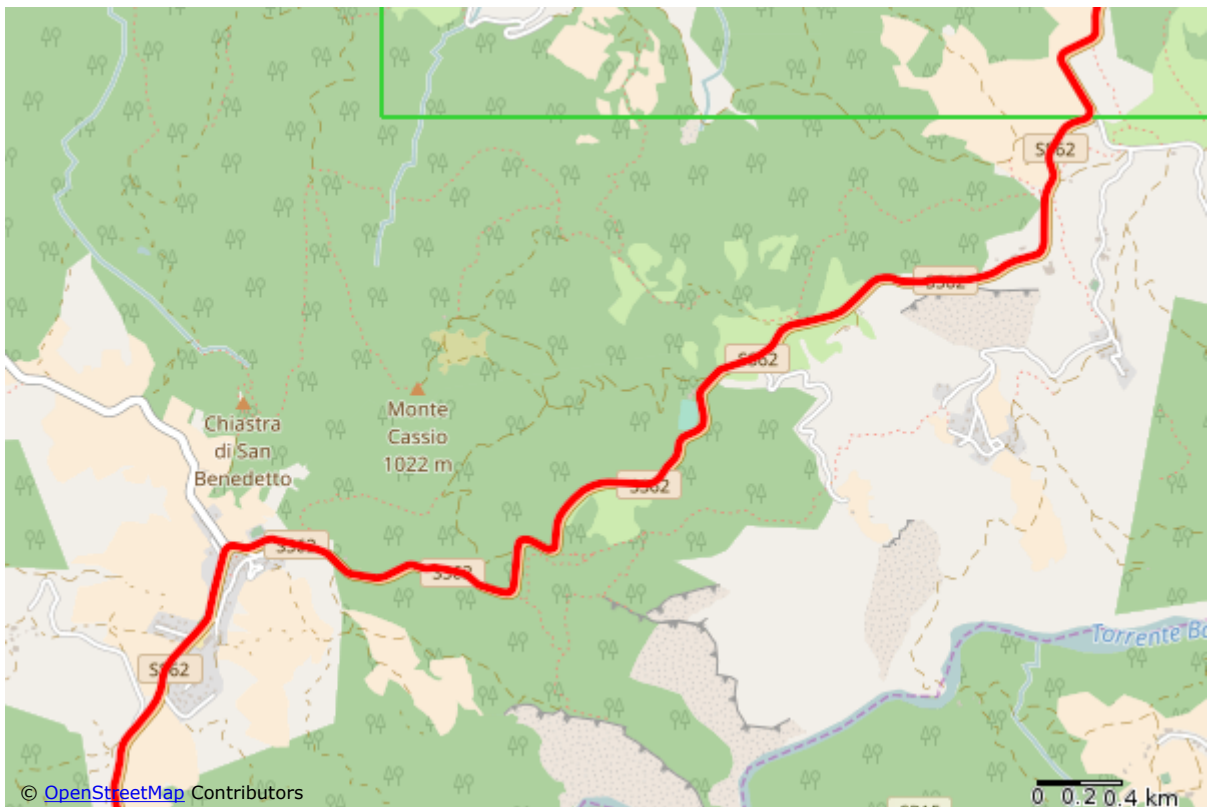 SS62
SS62
SS62
Monte
Cassio
1022 m
Chiastra
di San
Benedetto
SS62
SS62
SS62
Torrente Ba
SS62
© OpenStreetMap Contributors
0 0.2 0.4 km